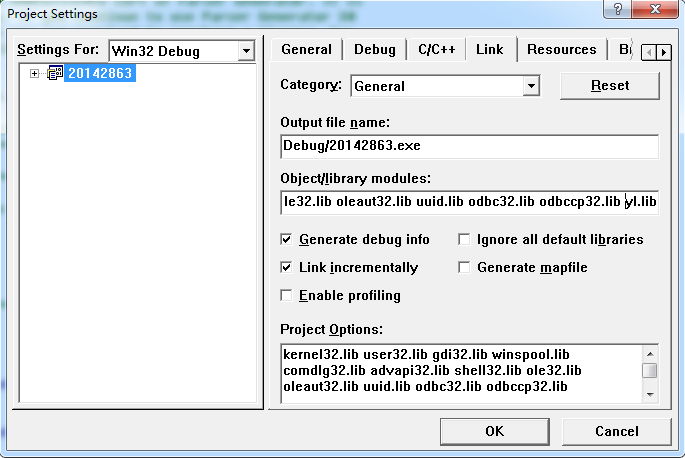 Project Settings
Settings For:
Win32 Debug
20142863
General
Debug
C/C++
Link
Resources
Category:
General
Reset
Output file name:
Debug/20142863.exe
Object/library modules:
le32.lib oleaut32.lib uuid.lib odbc32.lib odbccp32.lib yl.lib
Generate debug info
Ignore all default libraries
Link incrementally
Generate mapfile
Enable profiling
Project Options:
kernel32.lib user32.lib gdi32.lib winspool.lib
comdlg32.lib advapi32.lib shell32.lib ole32.lib
oleaut32.lib uuid.lib odbc32.lib odbccp32.lib
OK
Cancel